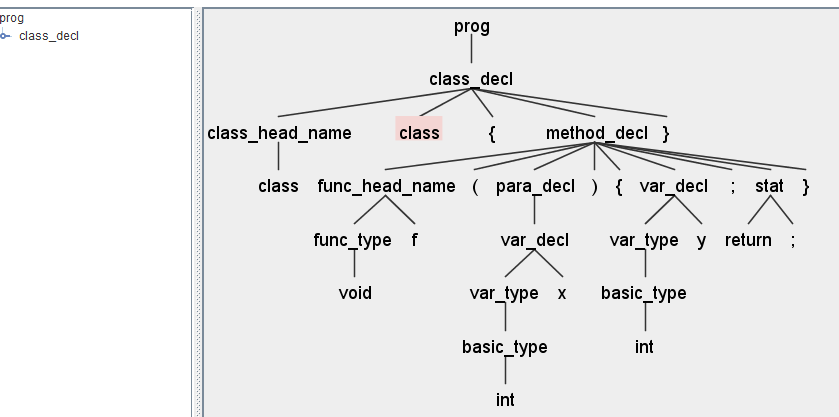 prog
class_decl
prog
class_decl
class_head_name class { method_decl }
class func_head_name ( para_decl ) { var_decl ; stat }
func_type f var_decl var_type y return ;
void var_type x basic_type
basic_type int
int